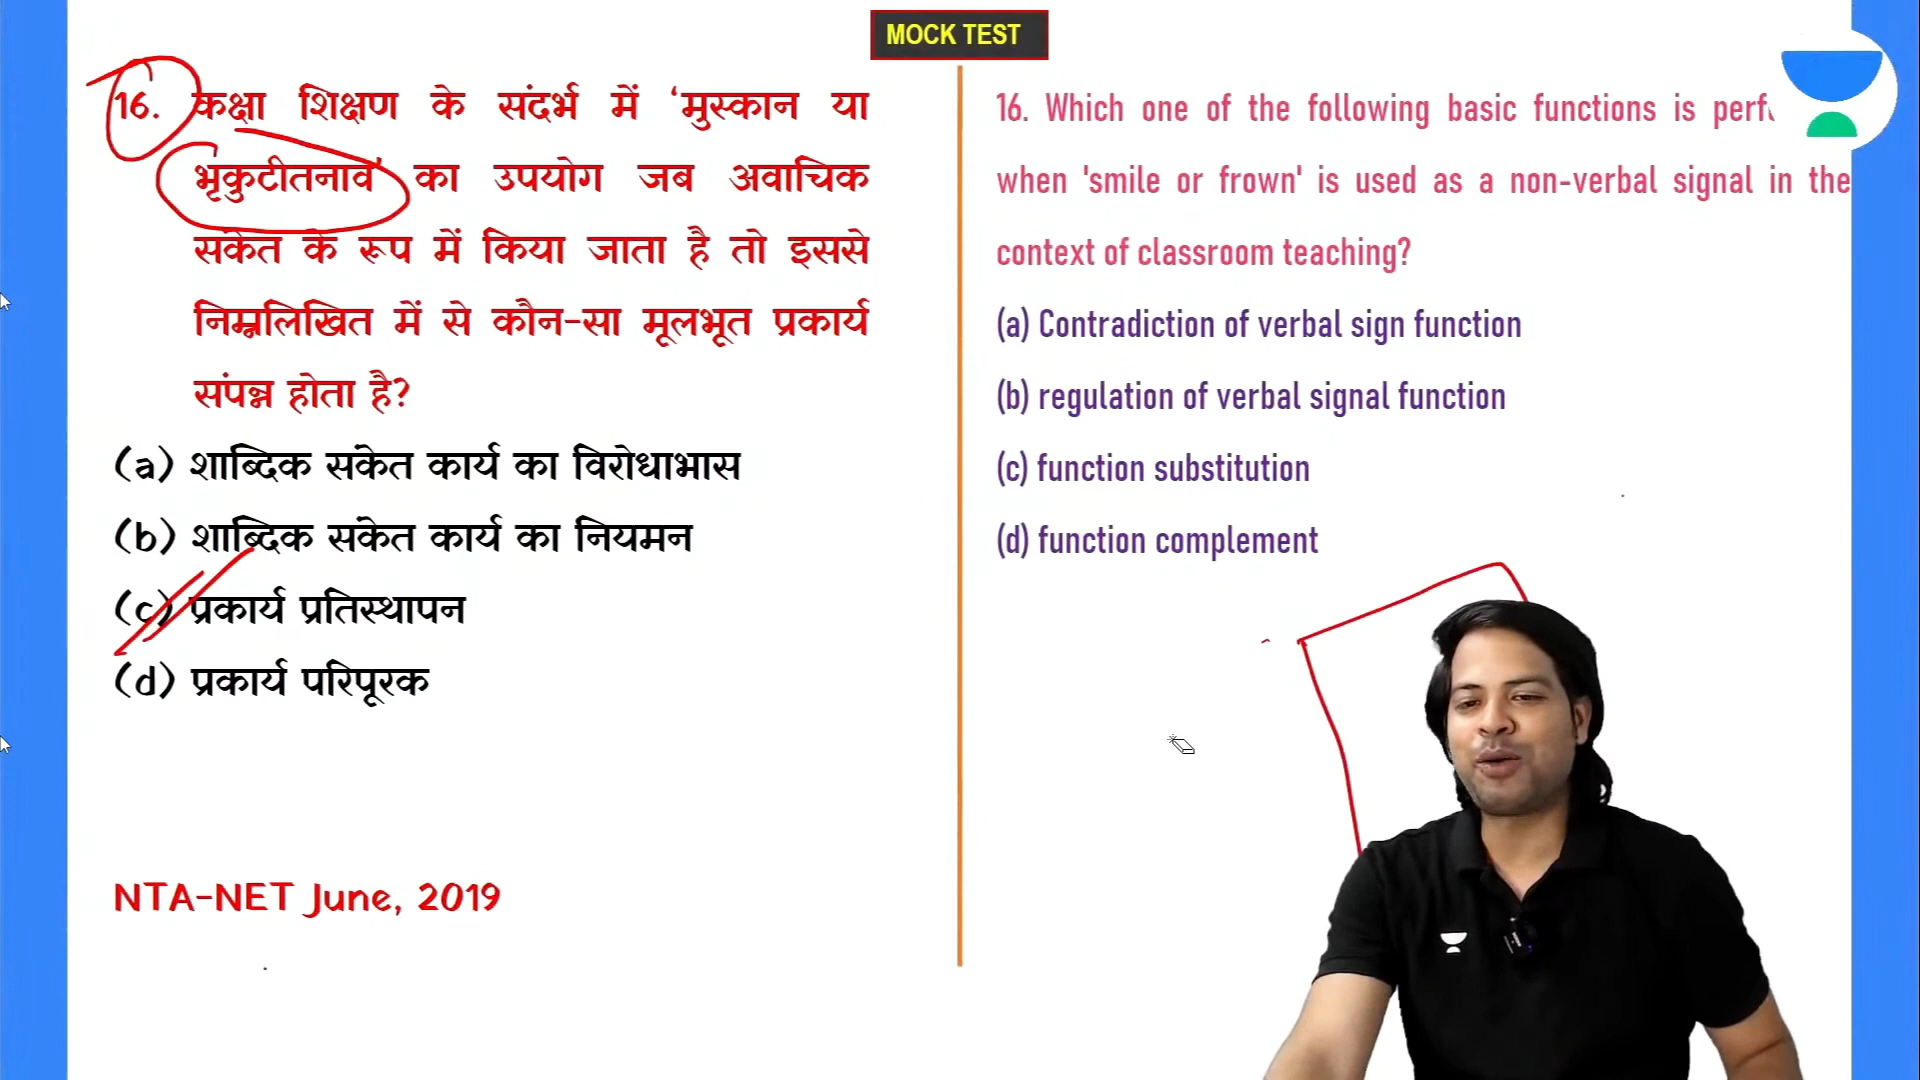 MOCK TEST
16. कक्षा शिक्षण के संदर्भ में 'मुस्कान या
भृकुटीतनाव' का उपयोग जब अवाचिक
संकेत के रूप में किया जाता है तो इससे
निम्नलिखित में से कौन-सा मूलभूत प्रकार्य
संपन्न होता है?
(a) शाब्दिक संकेत कार्य का विरोधाभास
(b) शाब्दिक संकेत कार्य का नियमन
(c) प्रकार्य प्रतिस्थापन
(d) प्रकार्य परिपूरक
NTA-NET June, 2019
16. Which one of the following basic functions is
when 'smile or frown' is used as a non-verbal signal in the
context of classroom teaching?
(a) Contradiction of verbal sign function
(b) regulation of verbal signal function
(c) function substitution
(d) function complement